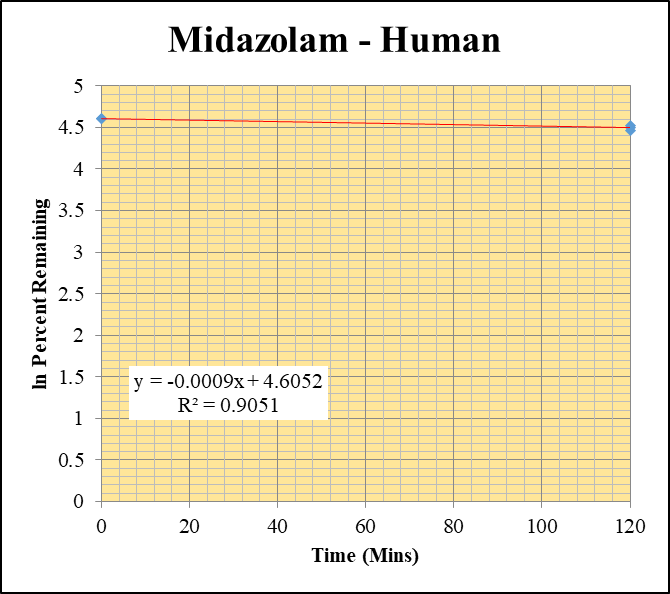 Midazolam - Human
5
4.5
4
3.5
3
2.5
2
1.5
1
0.5
0
ln Percent Remaining
y = -0.0009x + 4.6052
R² = 0.9051
0 20 40 60 80 100 120
Time (Mins)